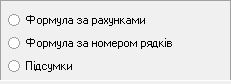 Формула за рахунками
Формула за номером рядків
Підсумки